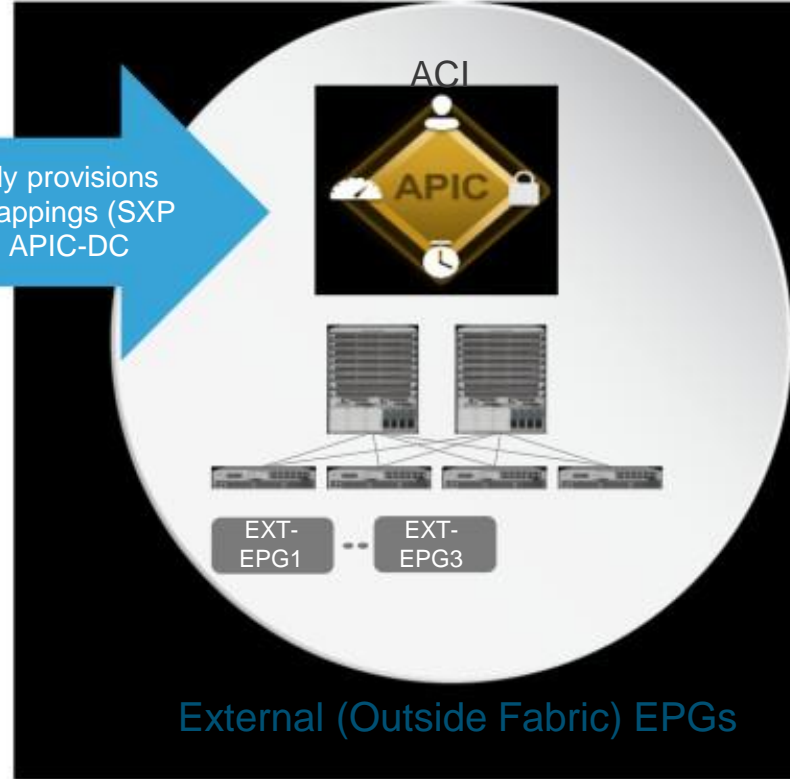 ACI
APIC
ly provisions
appings (SXP
APIC-DC
EXT-
EPG1
EXT-
EPG3
External (Outside Fabric) EPGs